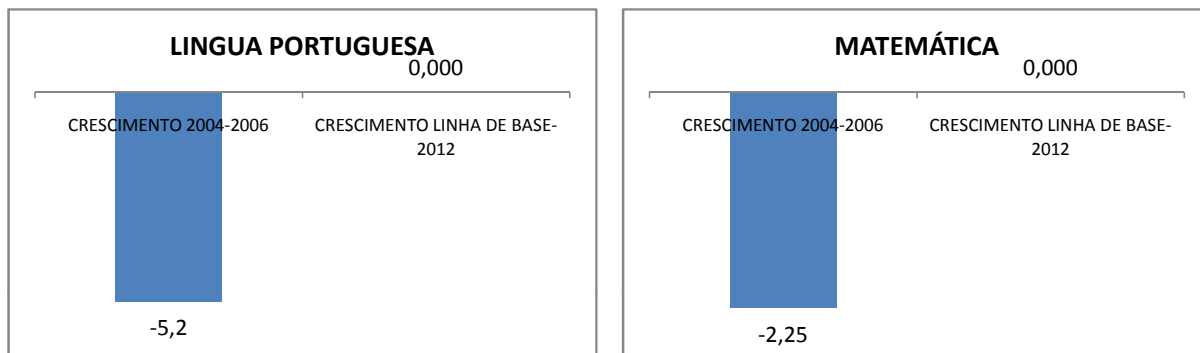 LINGUA PORTUGUESA
0,000
CRESCIMENTO 2004-2006
CRESCIMENTO LINHA DE BASE-
2012
-5,2
MATEMÁTICA
0,000
CRESCIMENTO 2004-2006
CRESCIMENTO LINHA DE BASE-
2012
-2,25